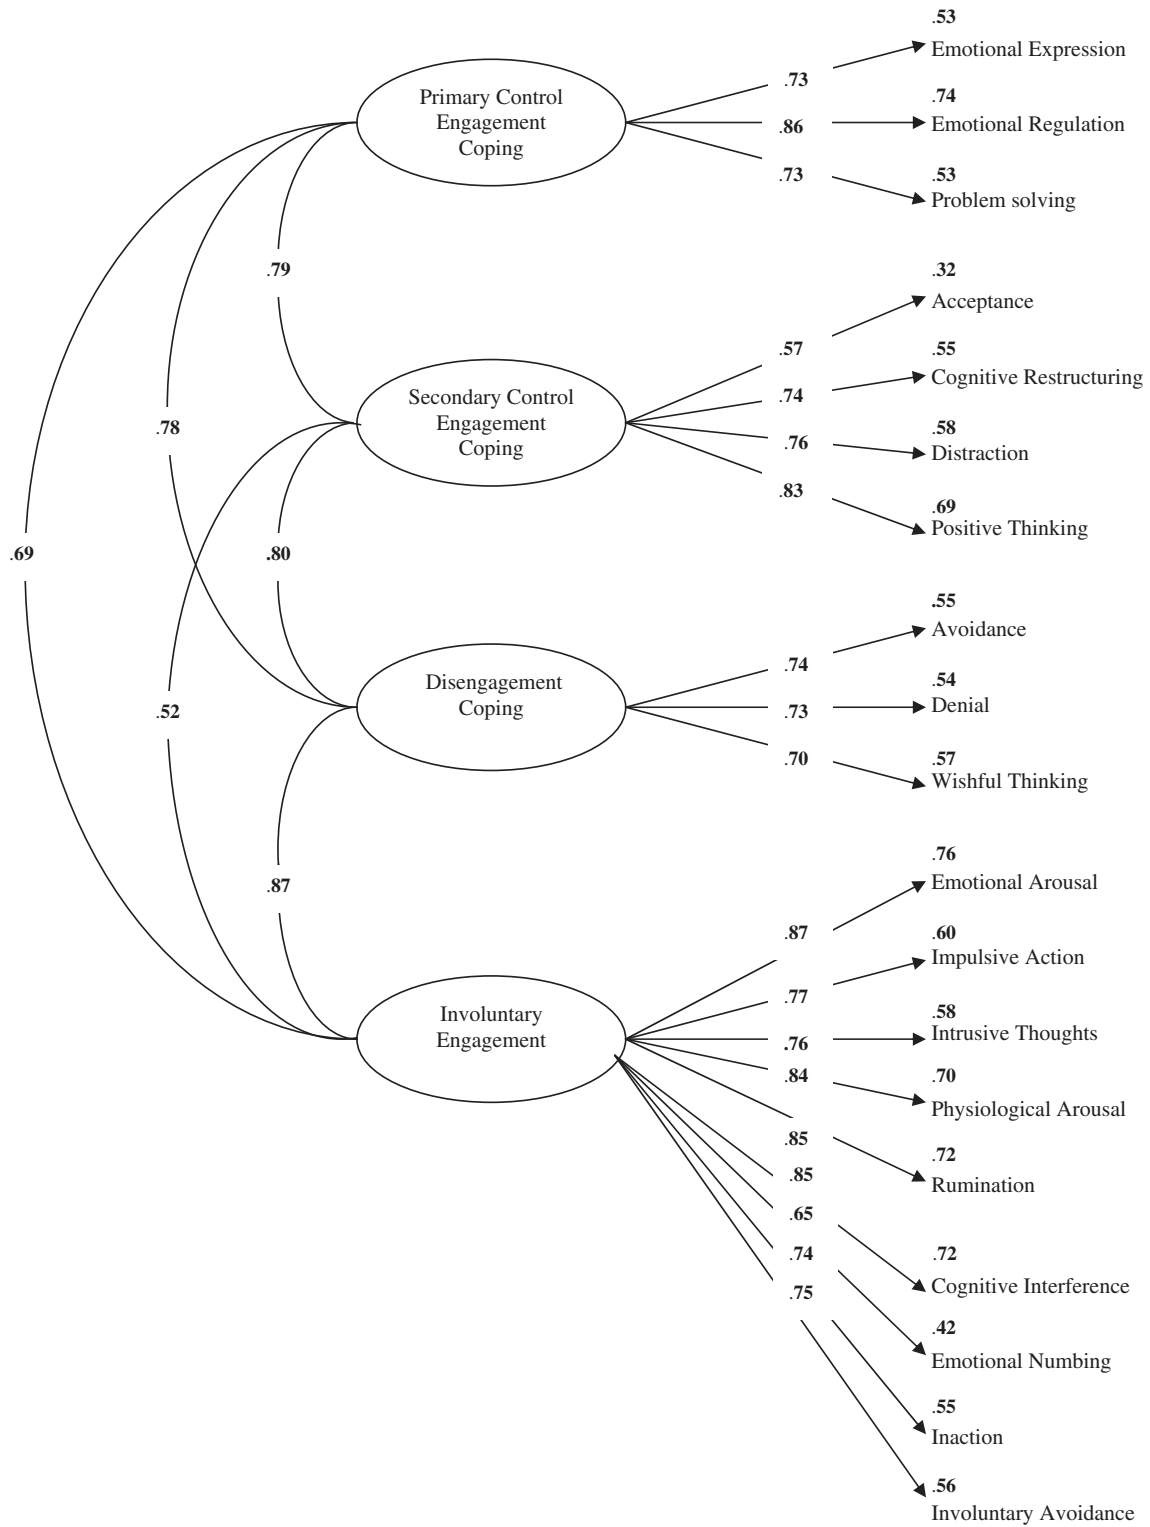 .53
Emotional Expression
.73
.74
Primary Control
Engagement
Coping
.86
Emotional Regulation
.73
.53
Problem solving
.79
.32
Acceptance
.57
.55
Cognitive Restructuring
Secondary Control
Engagement
Coping
.74
.78
.76
.58
Distraction
.83
.69
Positive Thinking
.69
.80
.55
Avoidance
.74
.54
Disengagement
Coping
.52
.73
Denial
.70
.57
Wishful Thinking
.76
Emotional Arousal
.87
.87
.60
Impulsive Action
.77
.58
Involuntary
Engagement
.76
Intrusive Thoughts
.84
.70
Physiological Arousal
.85
.72
Rumination
.85
.65
.74
.72
Cognitive Interference
.75
.42
Emotional Numbing
.55
Inaction
.56
Involuntary Avoidance